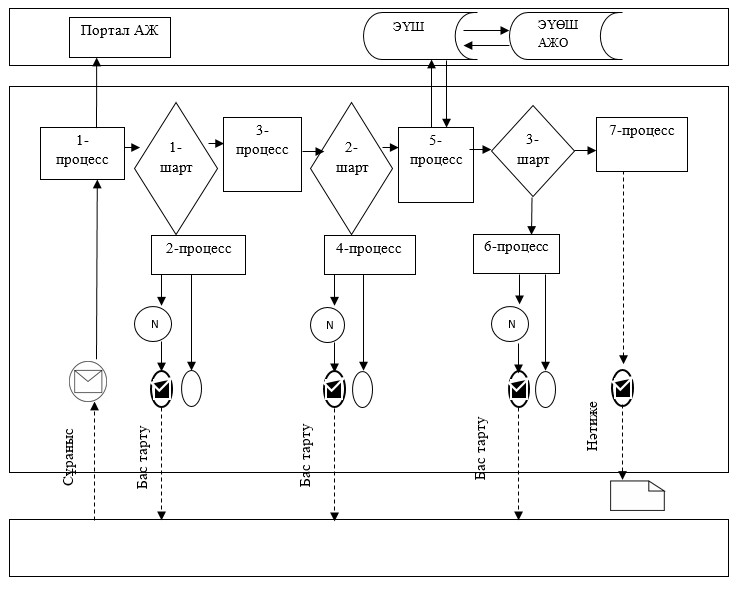 Портал АЖ
ЭҮШ
ЭҮӨШ
АЖО
1-
процесс
1-
шарт
3-
процесс
2-
шарт
5-
процесс
3-
шарт
7-процесс
2-процесс
4-процесс
6-процесс
N
N
N
Сұраныс
Бас тарту
Бас тарту
Бас тарту
Нәтиже